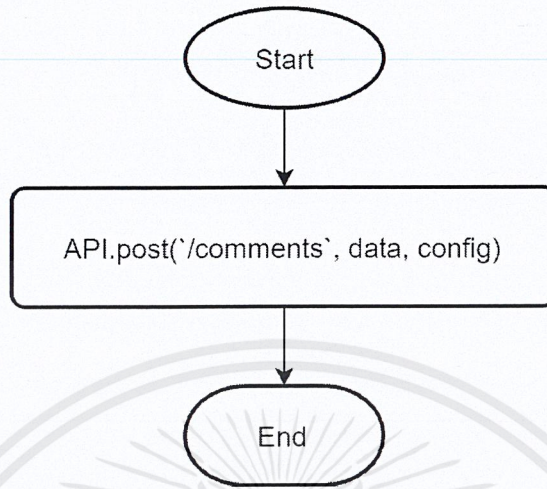 Start
API.post(`/comments`, data, config)
End